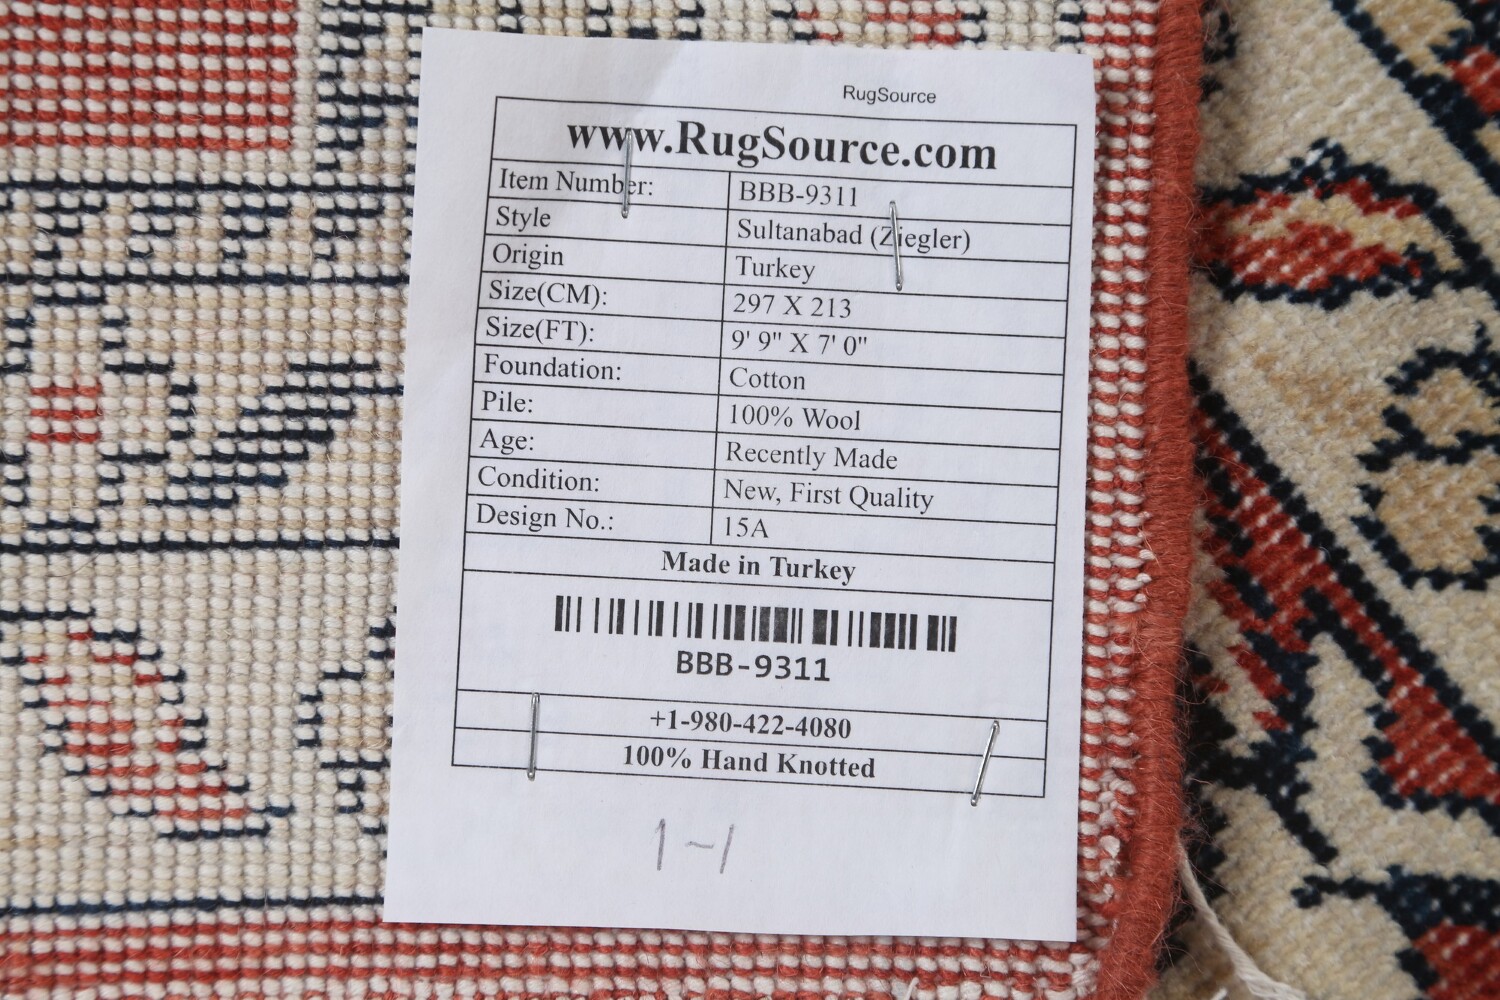 RugSource
www.RugSource.com
Item Number: BBB-9311
Style Sultanabad (Ziegler)
Origin Turkey
Size(CM): 297 X 213
Size(FT): 9' 9" X 7' 0"
Foundation: Cotton
Pile: 100% Wool
Age: Recently Made
Condition: New, First Quality
Design No.: 15A
Made in Turkey
BBB-9311
+1-980-422-4080
100% Hand Knotted
1~1